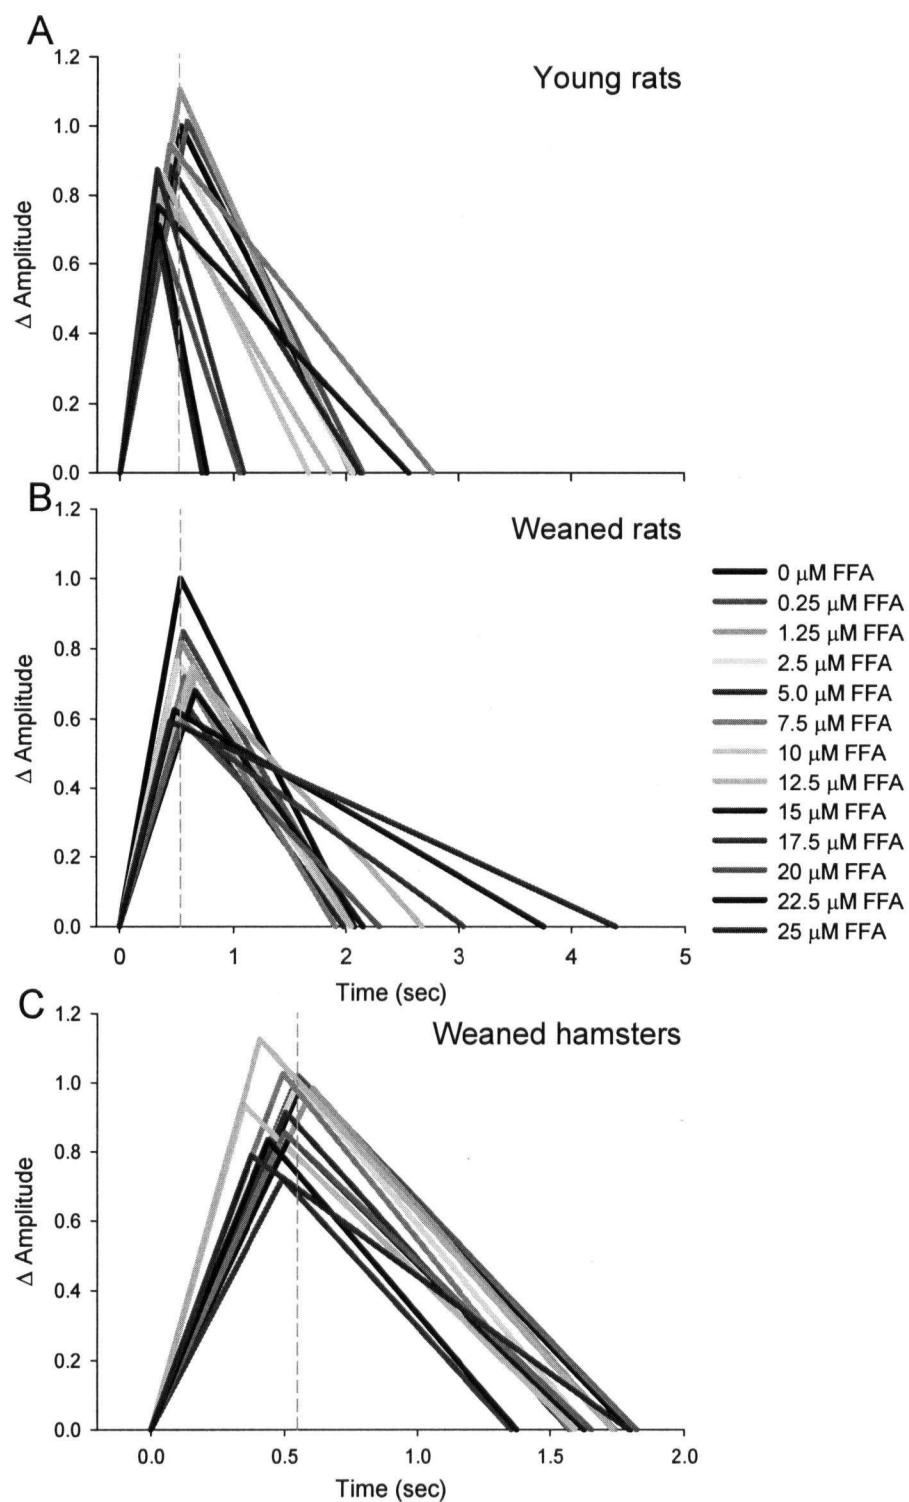 A
Young rats
1.2
1.0
0.8
0.6
0.4
0.2
0.0
Δ Amplitude
B
Weaned rats
1.2
1.0
0.8
0.6
0.4
0.2
0.0
Δ Amplitude
0 1 2 3 4 5
Time (sec)
0 μM FFA
0.25 μM FFA
1.25 μM FFA
2.5 μM FFA
5.0 μM FFA
7.5 μM FFA
10 μM FFA
12.5 μM FFA
15 μM FFA
17.5 μM FFA
20 μM FFA
22.5 μM FFA
25 μM FFA
C
Weaned hamsters
1.2
1.0
0.8
0.6
0.4
0.2
0.0
Δ Amplitude
0.0 0.5 1.0 1.5 2.0
Time (sec)